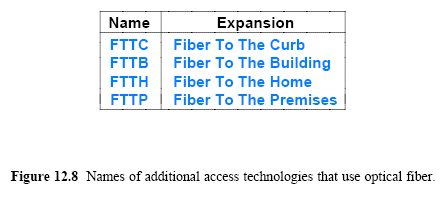 Name Expansion
FTTC Fiber To The Curb
FTTB Fiber To The Building
FTTH Fiber To The Home
FTTP Fiber To The Premises
Figure 12.8 Names of additional access technologies that use optical fiber.